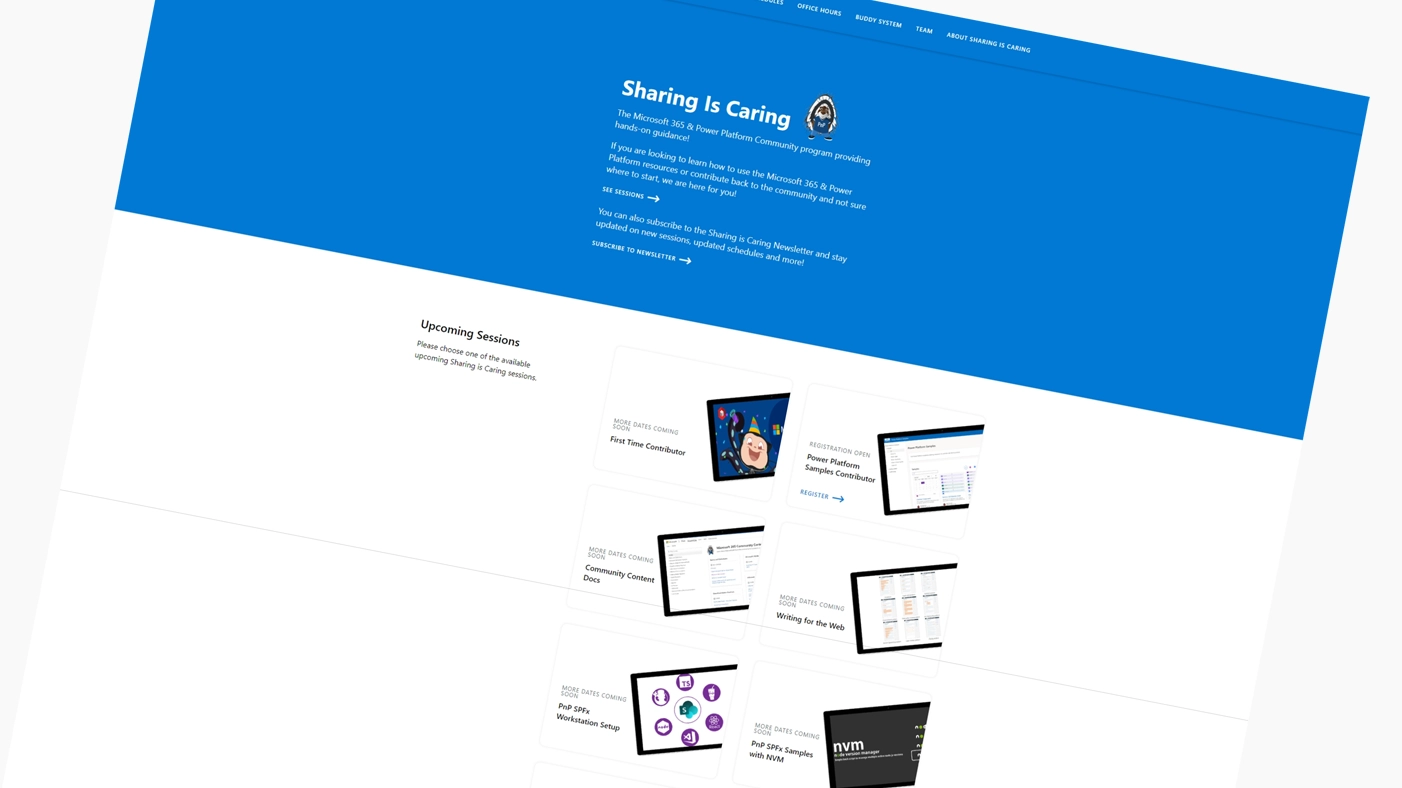 OFFICE HOURS
BUDDY SYSTEM
TEAM
ABOUT SHARING IS CARING
Sharing Is Caring
PnP
The Microsoft 365 & Power Platform Community program providing
hands-on guidance!
If you are looking to learn how to use the Microsoft 365 & Power
Platform resources or contribute back to the community and not sure
where to start, we are here for you!
SEE SESSIONS
You can also subscribe to the Sharing is Caring Newsletter and stay
updated on new sessions, updated schedules and more!
SUBSCRIBE TO NEWSLETTER
Upcoming Sessions
Please choose one of the available
upcoming Sharing is Caring sessions.
MORE DATES COMING
SOON
First Time Contributor
REGISTRATION OPEN
Power Platform
Samples Contributor
REGISTER
MORE DATES COMING
SOON
Community Content
Docs
MORE DATES COMING
SOON
Writing for the Web
MORE DATES COMING
SOON
PnP SPFx
Workstation Setup
TS
S
MORE DATES COMING
SOON
PnP SPFx Samples
with NVM
nvm
node version manager